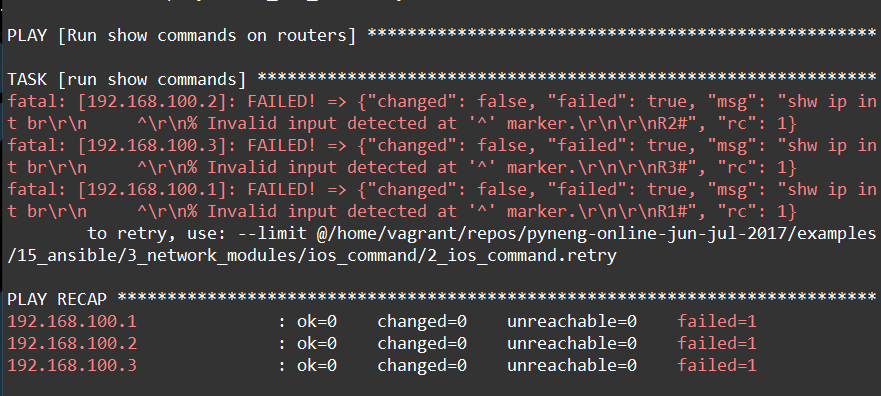 PLAY [Run show commands on routers] ***************************************************
TASK [run show commands] **************************************************************
fatal: [192.168.100.2]: FAILED! => {"changed": false, "failed": true, "msg": "shw ip in
t br\r\n     ^\r\n% Invalid input detected at '^' marker.\r\n\r\nR2#", "rc": 1}
fatal: [192.168.100.3]: FAILED! => {"changed": false, "failed": true, "msg": "shw ip in
t br\r\n     ^\r\n% Invalid input detected at '^' marker.\r\n\r\nR3#", "rc": 1}
fatal: [192.168.100.1]: FAILED! => {"changed": false, "failed": true, "msg": "shw ip in
t br\r\n     ^\r\n% Invalid input detected at '^' marker.\r\n\r\nR1#", "rc": 1}
        to retry, use: --limit @/home/vagrant/repos/pyneng-online-jun-jul-2017/examples
/15_ansible/3_network_modules/ios_command/2_ios_command.retry
PLAY RECAP ****************************************************************************
192.168.100.1              : ok=0    changed=0    unreachable=0    failed=1
192.168.100.2              : ok=0    changed=0    unreachable=0    failed=1
192.168.100.3              : ok=0    changed=0    unreachable=0    failed=1